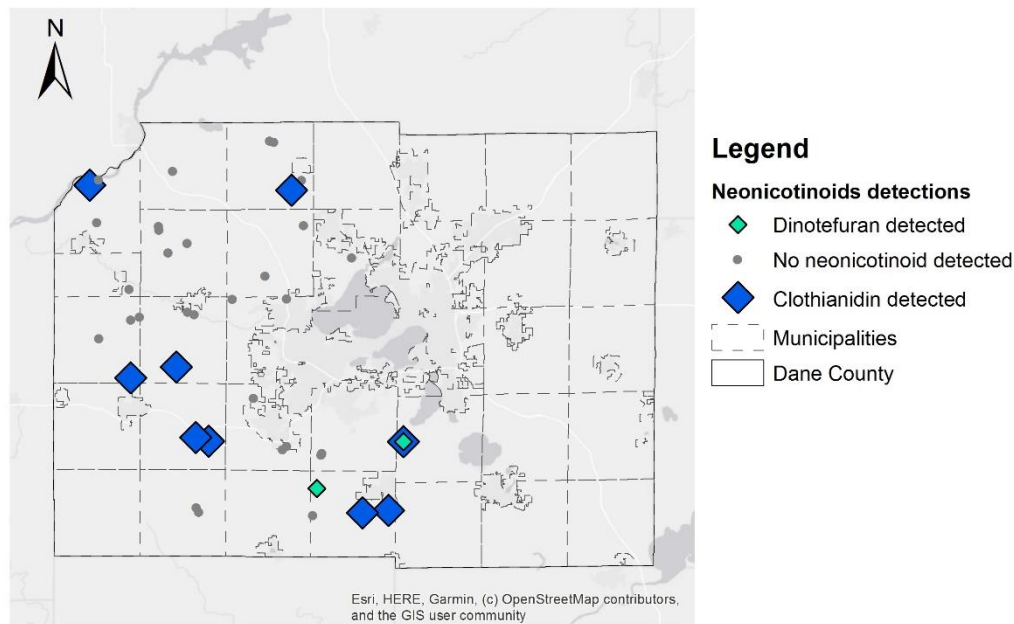 N
Legend
Neonicotinoids detections
Dinotefuran detected
No neonicotinoid detected
Clothianidin detected
Municipalities
Dane County
Esri, HERE, Garmin, (c) OpenStreetMap contributors,
and the GIS user community